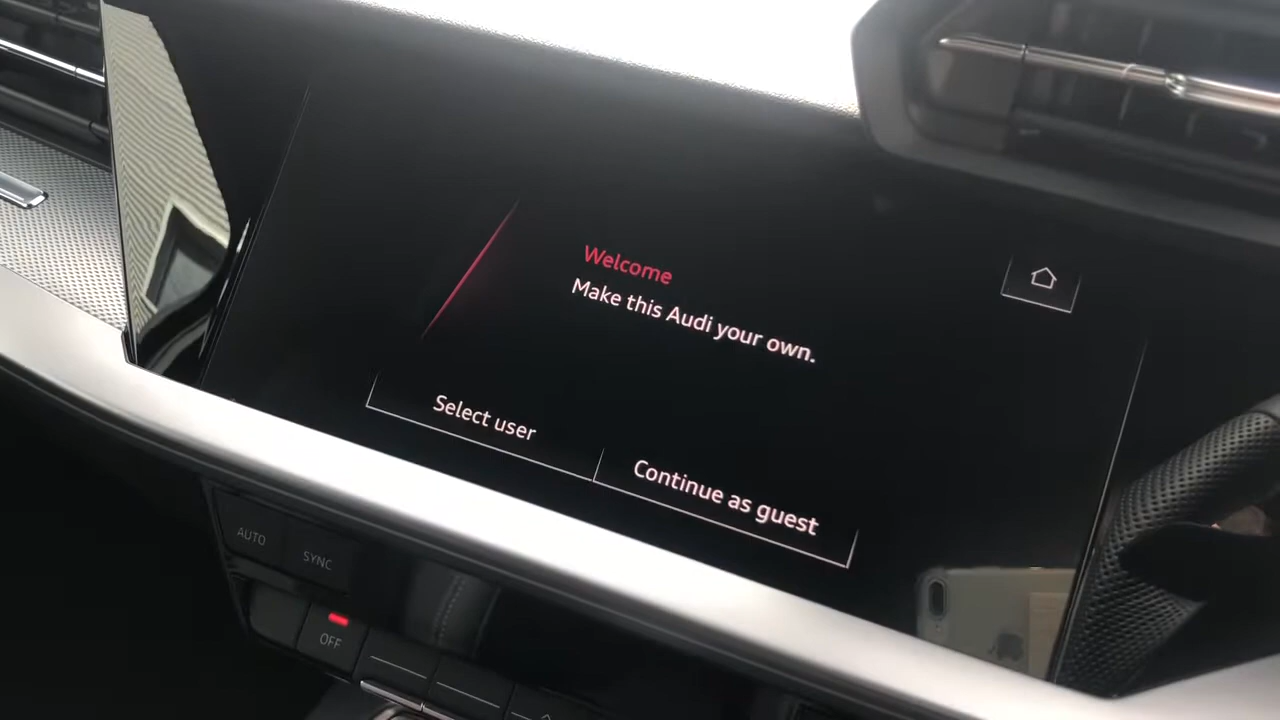 Welcome
Make this Audi your own.
Select user
Continue as guest
AUTO
SYNC
OFF